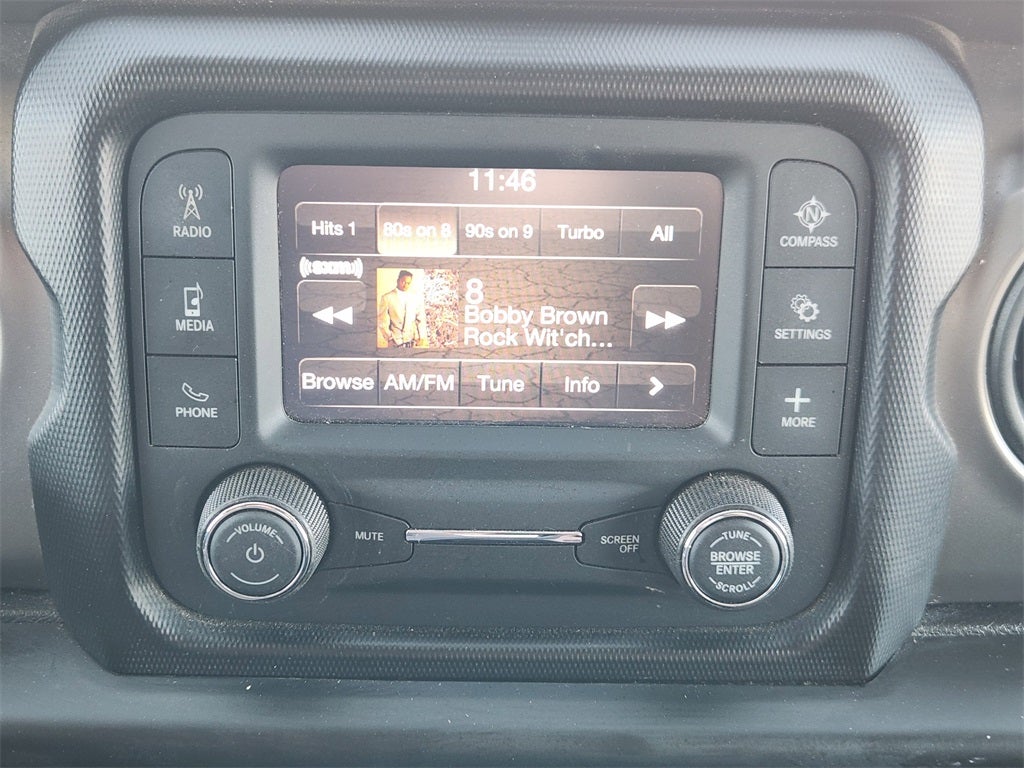 11:46
Hits 1 80s on 8 90s on 9 Turbo All
((SXM))
8
Bobby Brown
Rock Wit'ch...
Browse AM/FM Tune Info >
RADIO
MEDIA
PHONE
N
COMPASS
SETTINGS
+
MORE
VOLUME
MUTE
SCREEN
OFF
TUNE
BROWSE
ENTER
SCROLL